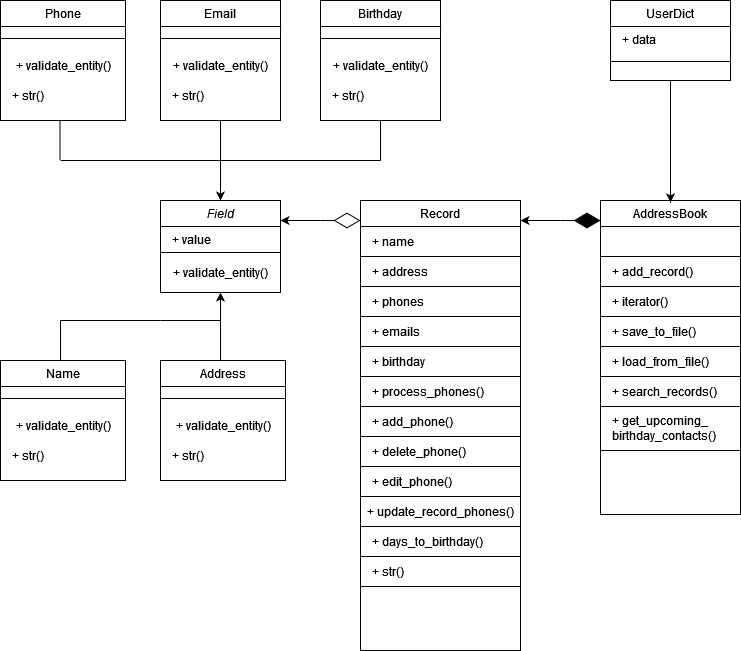 Phone
+ validate_entity()
+ str()
Email
+ validate_entity()
+ str()
Birthday
+ validate_entity()
+ str()
UserDict
+ data
Field
+ value
+ validate_entity()
Record
+ name
+ address
+ phones
+ emails
+ birthday
+ process_phones()
+ add_phone()
+ delete_phone()
+ edit_phone()
+ update_record_phones()
+ days_to_birthday()
+ str()
AddressBook
+ add_record()
+ iterator()
+ save_to_file()
+ load_from_file()
+ search_records()
+ get_upcoming_
birthday_contacts()
Name
+ validate_entity()
+ str()
Address
+ validate_entity()
+ str()